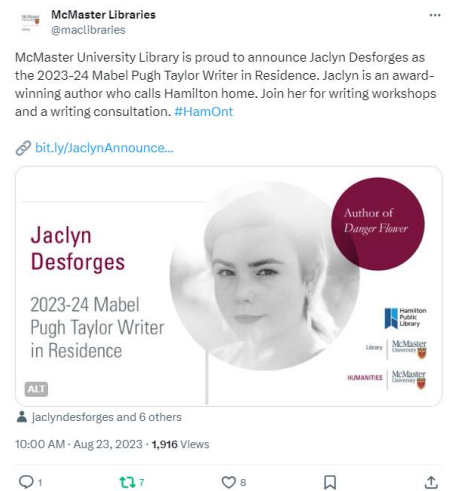 McMaster Libraries
@maclibraries
McMaster University Library is proud to announce Jaclyn Desforges as
the 2023-24 Mabel Pugh Taylor Writer in Residence. Jaclyn is an award-
winning author who calls Hamilton home. Join her for writing workshops
and a writing consultation. #HamOnt
bit.ly/JaclynAnnounce...
Author of
Danger Flower
Jaclyn
Desforges
2023-24 Mabel
Pugh Taylor Writer
in Residence
Hamilton
Public
Library
Library
McMaster
University
HUMANITIES
McMaster
University
ALT
jaclyndesforges and 6 others
10:00 AM · Aug 23, 2023 · 1,916 Views
1
7
8